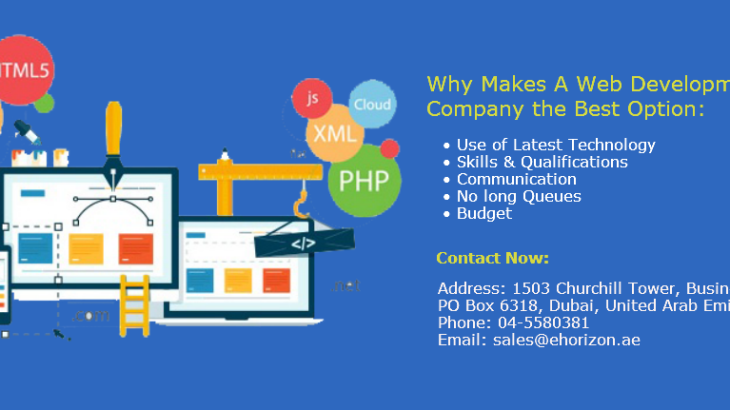 HTML5
js
Cloud
XML
PHP
</>
.com
Why Makes A Web Developm
Company the Best Option:
• Use of Latest Technology
• Skills & Qualifications
• Communication
• No long Queues
• Budget
Contact Now:
Address: 1503 Churchill Tower, Busin
PO Box 6318, Dubai, United Arab Emi
Phone: 04-5580381
Email: sales@ehorizon.ae